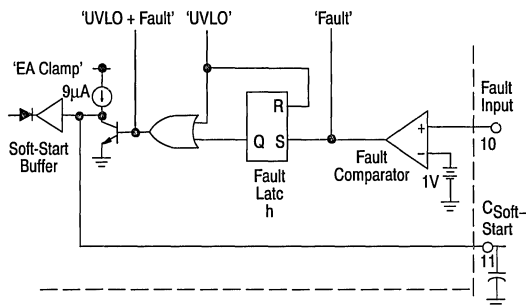 'UVLO + Fault' 'UVLO' 'Fault'
'EA Clamp'
9μA
Fault
Input
R
Q S
+
−
10
Soft-Start
Buffer
Fault
Latc
h
Fault
Comparator
1V
CSoft–
Start
11